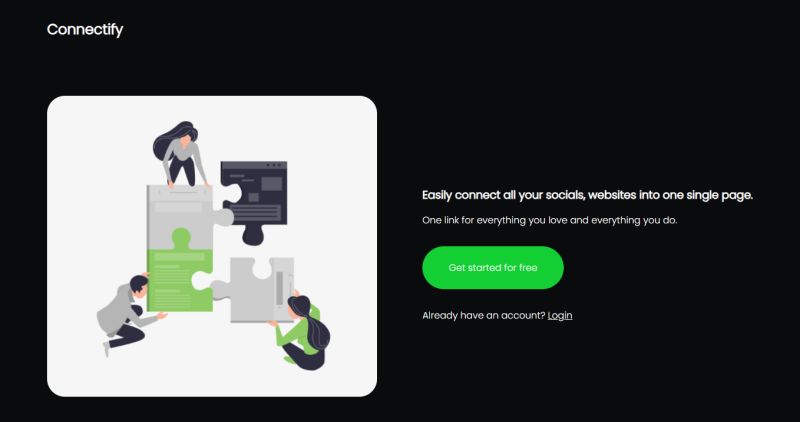 Connectify
Easily connect all your socials, websites into one single page.
One link for everything you love and everything you do.
Get started for free
Already have an account? Login